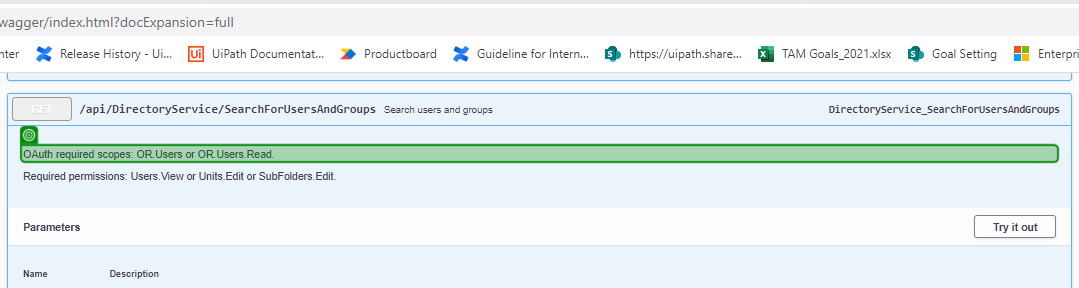 wagger/index.html?docExpansion=full
nter Release History - Ui... Ui UiPath Documentat... Productboard Guideline for Intern... S https://uipath.share... TAM Goals_2021.xlsx S Goal Setting Enterpri
GET /api/DirectoryService/SearchForUsersAndGroups Search users and groups DirectoryService_SearchForUsersAndGroups
OAuth required scopes: OR.Users or OR.Users.Read.
Required permissions: Users.View or Units.Edit or SubFolders.Edit.
Parameters Try it out
Name Description